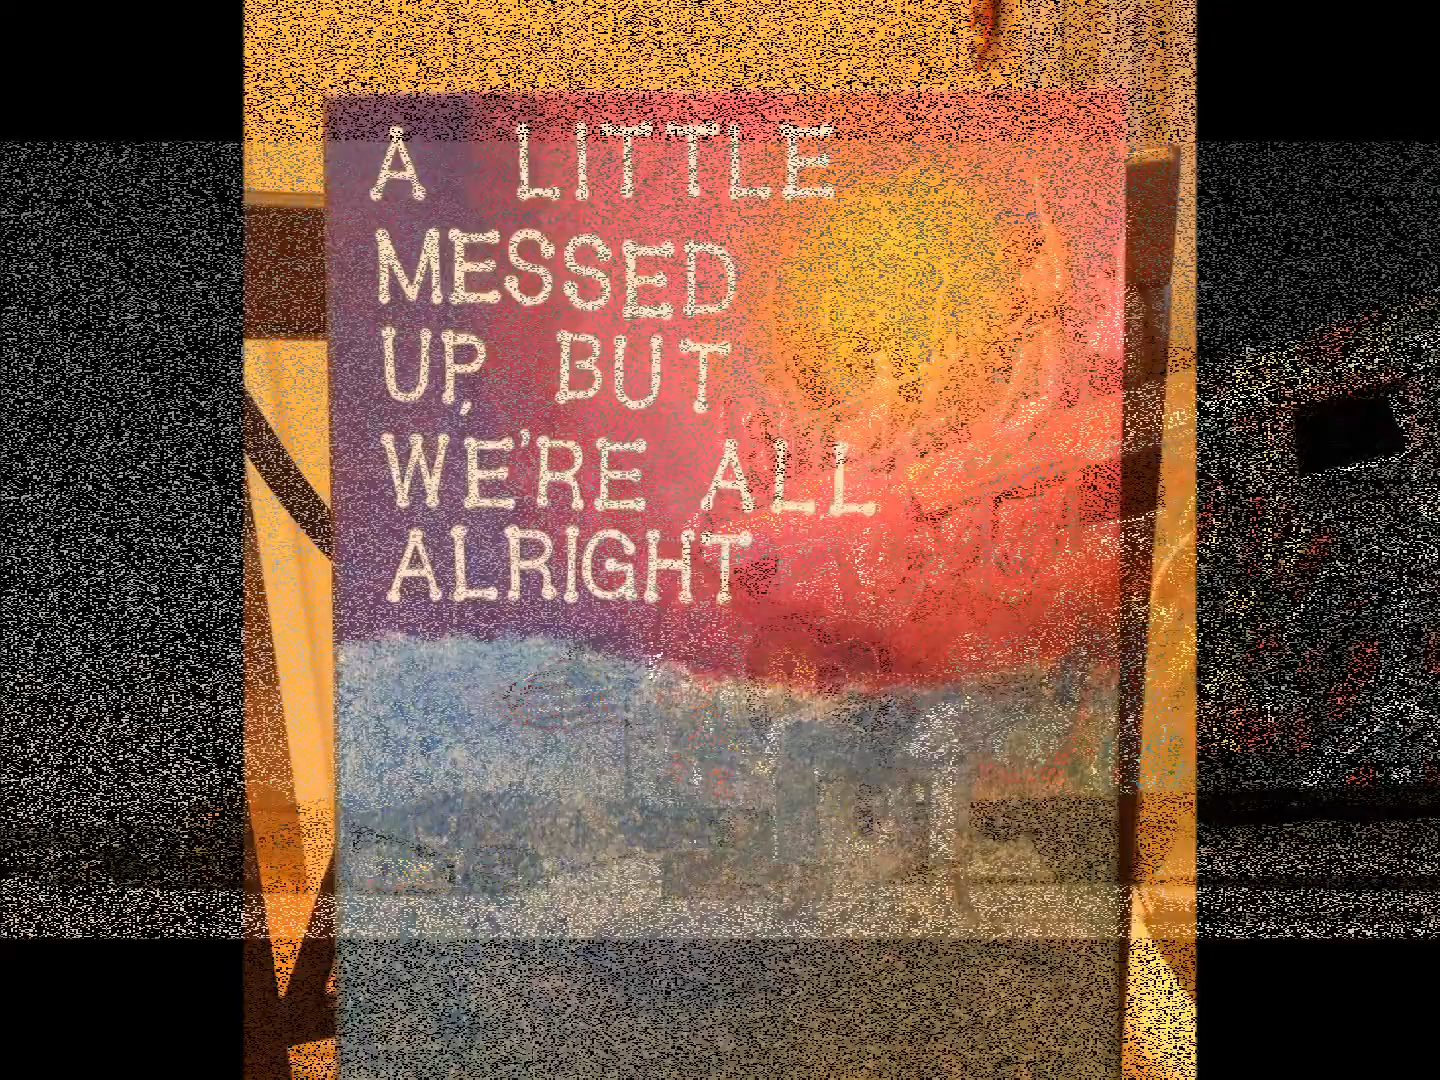 A LITTLE
MESSED
UP, BUT
WE'RE ALL
ALRIGHT